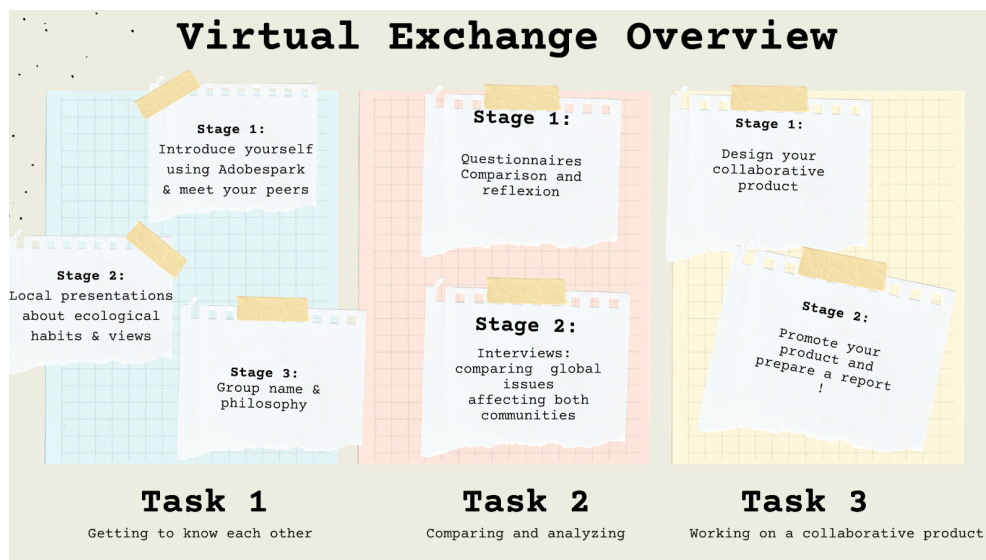 Virtual Exchange Overview
Stage 1:
Introduce yourself
using Adobespark
& meet your peers
Stage 2:
Local presentations
about ecological
habits & views
Stage 3:
Group name &
philosophy
Task 1
Getting to know each other
Stage 1:
Questionnaires
Comparison and
reflexion
Stage 2:
Interviews:
comparing global
issues
affecting both
communities
Task 2
Comparing and analyzing
Stage 1:
Design your
collaborative
product
Stage 2:
Promote your
product and
prepare a report
!
Task 3
Working on a collaborative product